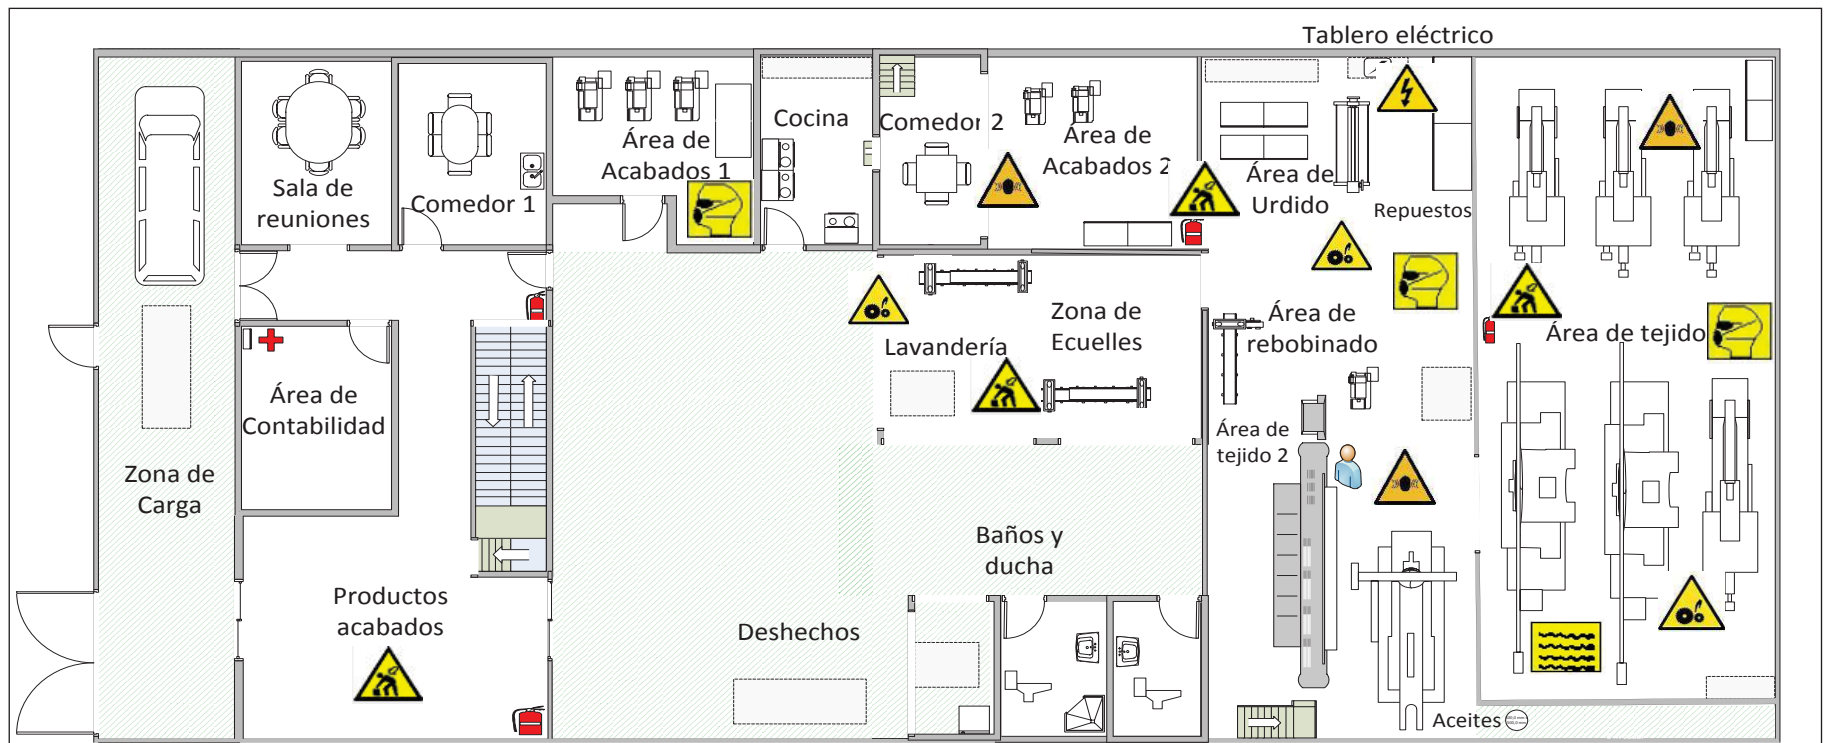 Tablero eléctrico
Sala de
reuniones
Comedor 1
Área de
Acabados 1
Cocina
Comedor 2
Área de
Acabados 2
Área de
Urdido
Repuestos
Zona de
Ecuelles
Lavandería
Área de
rebobinado
Área de tejido
Área de
Contabilidad
Área de
tejido 2
Zona de
Carga
Baños y
ducha
Productos
acabados
Deshechos
Aceites